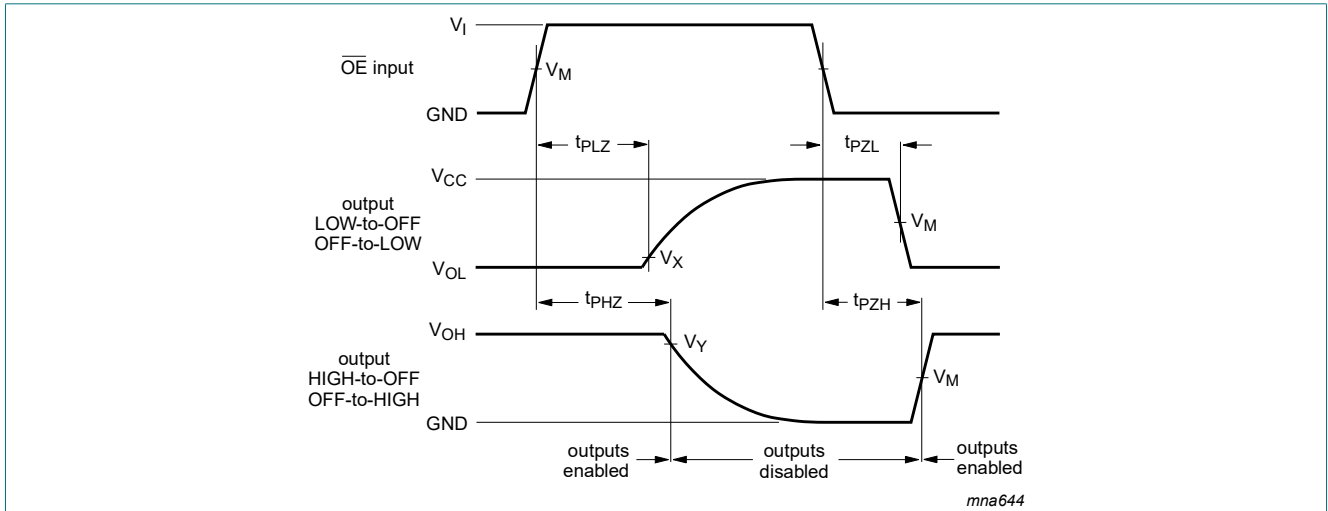 V_I
OE input
V_M
GND
t_PLZ
t_PZL
V_CC
output
LOW-to-OFF
OFF-to-LOW
V_M
V_X
V_OL
t_PHZ
t_PZH
V_OH
V_Y
output
HIGH-to-OFF
OFF-to-HIGH
V_M
GND
outputs
enabled
outputs
disabled
outputs
enabled
mna644